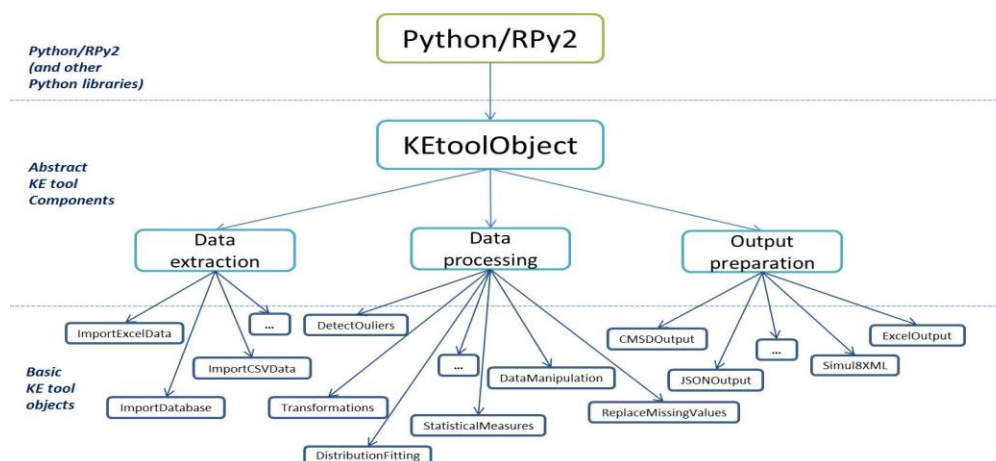 Python/RPy2
(and other
Python libraries)
Python/RPy2
KEtoolObject
Abstract
KE tool
Components
Data
extraction
Data
processing
Output
preparation
Basic
KE tool
objects
ImportExcelData
...
ImportCSVData
ImportDatabase
DetectOuliers
...
DataManipulation
Transformations
StatisticalMeasures
ReplaceMissingValues
DistributionFitting
CMSDOutput
...
ExcelOutput
Simul8XML
JSONOutput